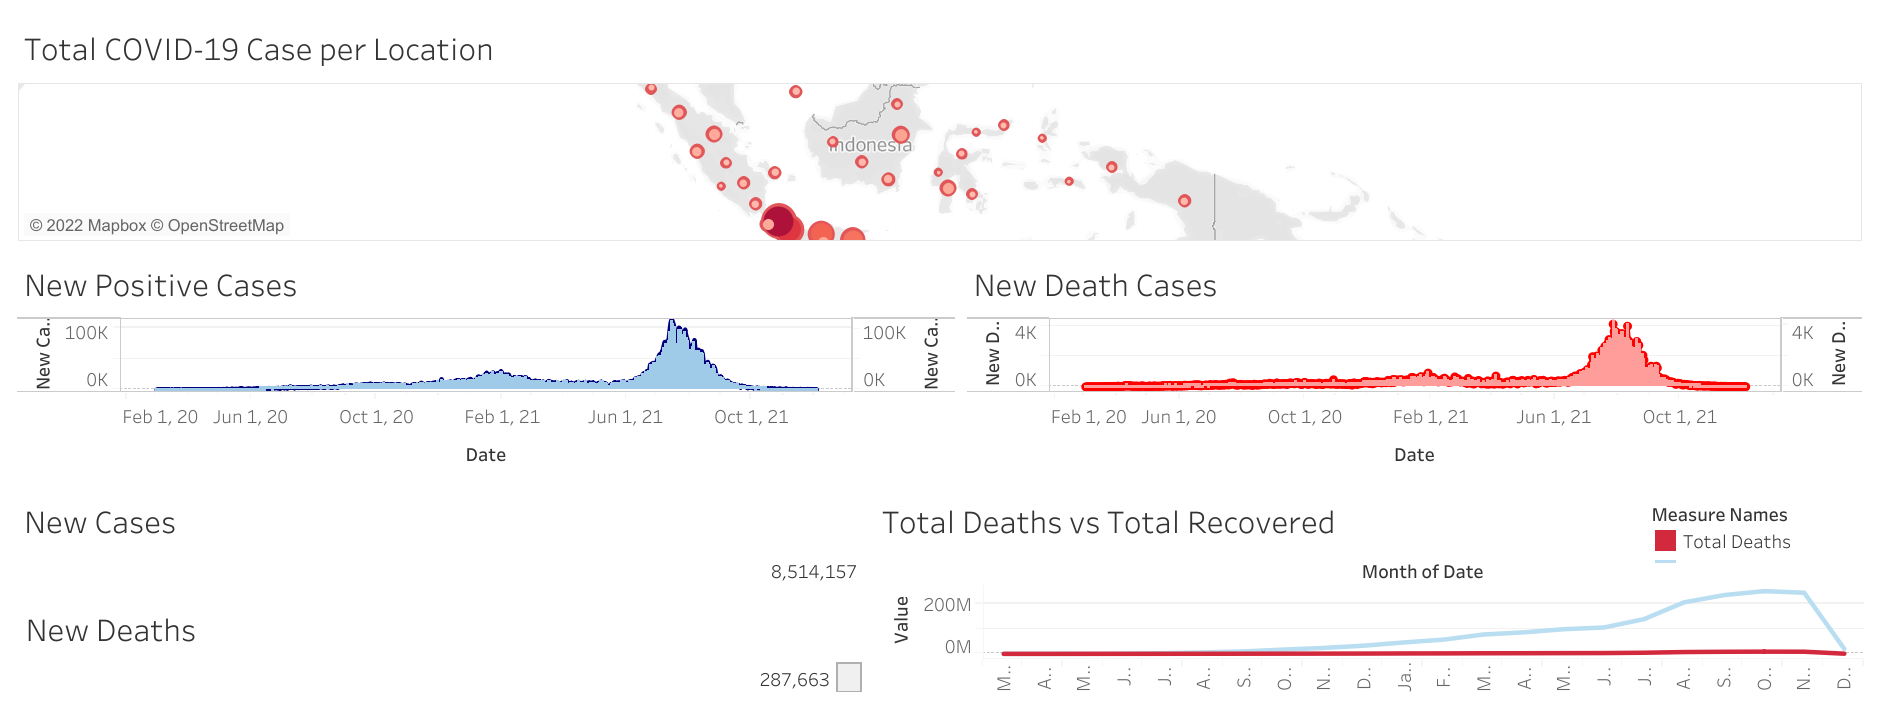 Total COVID-19 Case per Location
Indonesia
© 2022 Mapbox © OpenStreetMap
New Positive Cases
New Ca..
100K
0K
100K
0K
New Ca..
Feb 1, 20 Jun 1, 20 Oct 1, 20 Feb 1, 21 Jun 1, 21 Oct 1, 21
Date
New Death Cases
New D..
4K
0K
4K
0K
New D..
Feb 1, 20 Jun 1, 20 Oct 1, 20 Feb 1, 21 Jun 1, 21 Oct 1, 21
Date
New Cases
8,514,157
New Deaths
287,663
Total Deaths vs Total Recovered
Measure Names
Total Deaths
Month of Date
Value
200M
0M
M.. A.. M.. J.. J.. A.. S.. O.. N.. D.. Ja.. F.. M.. A.. M.. J.. J.. A.. S.. O.. N.. D..